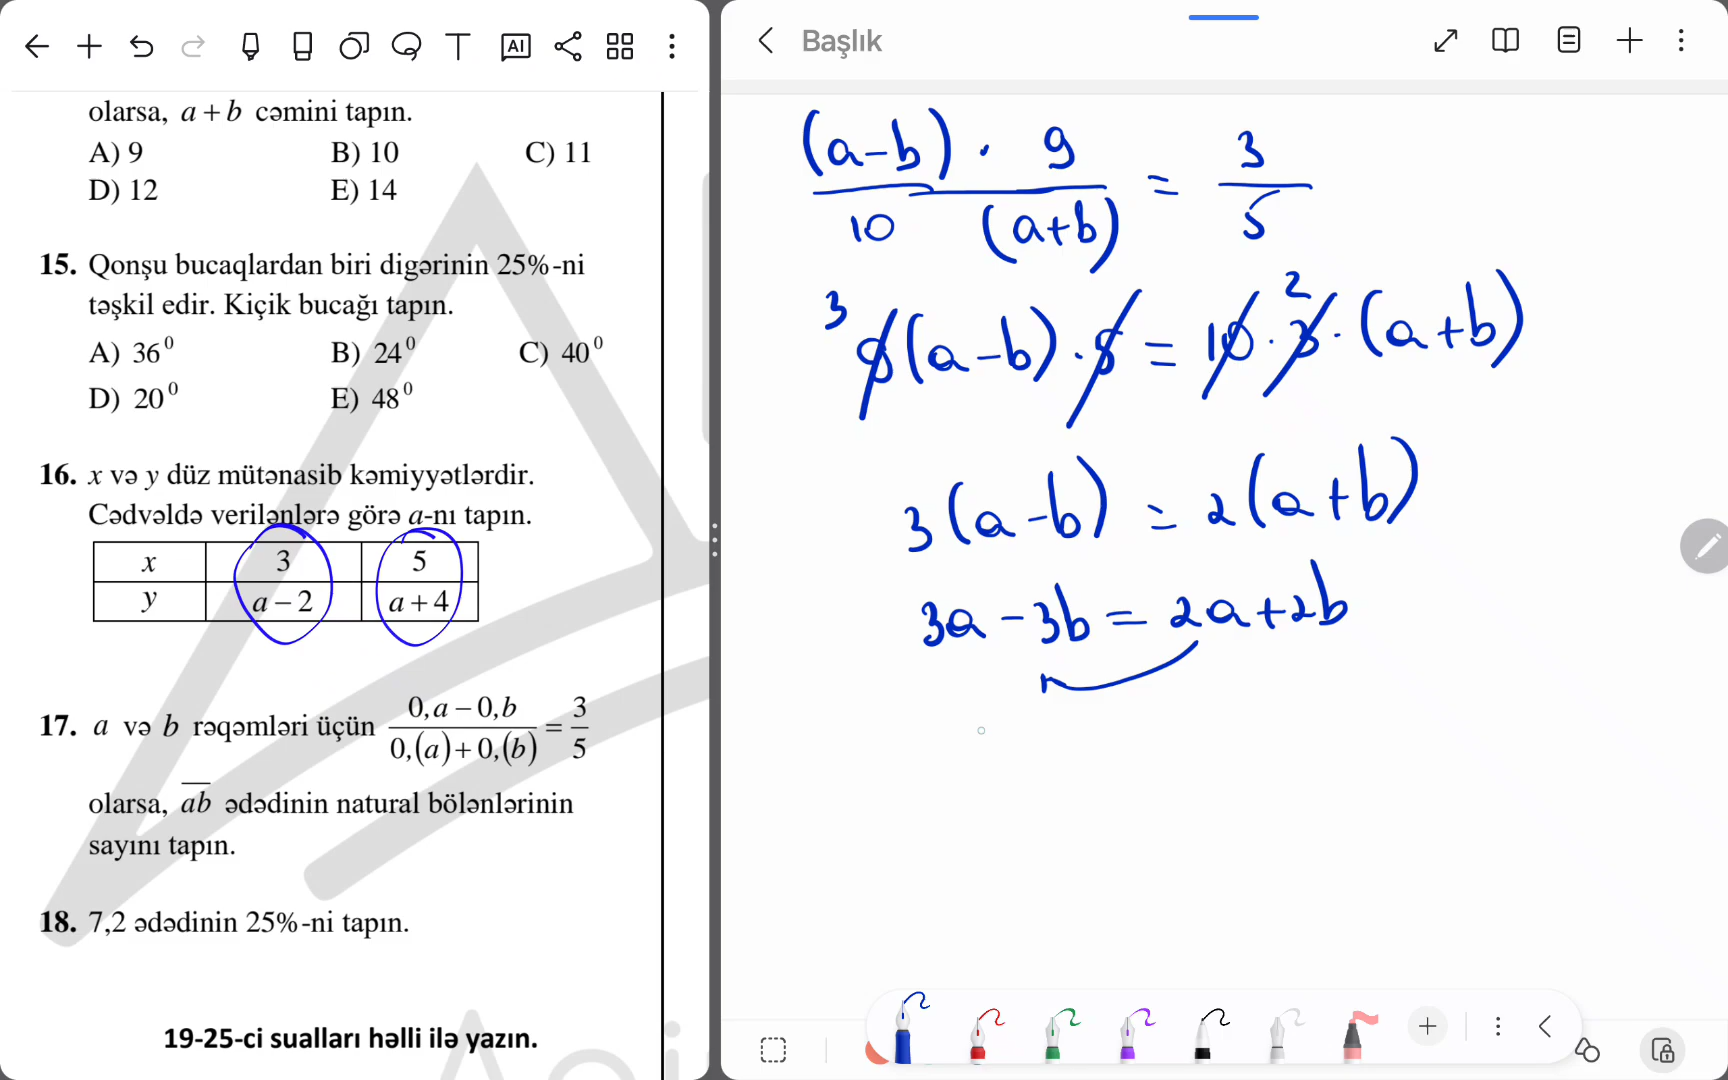 olarsa, a + b cəmini tapın.
A) 9 B) 10 C) 11
D) 12 E) 14
15. Qonşu bucaqlardan biri digərinin 25%-ni
təşkil edir. Kiçik bucağı tapın.
A) 36⁰ B) 24⁰ C) 40⁰
D) 20⁰ E) 48⁰
16. x və y düz mütənasib kəmiyyətlərdir.
Cədvəldə verilənlərə görə a-nı tapın.
x 3 5
y a − 2 a + 4
17. a və b rəqəmləri üçün (0,a − 0,b)/(0,(a) + 0,(b)) = 3/5
olarsa, a͞b ədədinin natural bölənlərinin
sayını tapın.
18. 7,2 ədədinin 25%-ni tapın.
19-25-ci sualları həlli ilə yazın.
AI
T
Başlık
(a-b) · 9 / 10 (a+b) = 3/5
3 9(a-b) · 5 = 10 · 3 2 · (a+b)
3(a-b) = 2(a+b)
3a - 3b = 2a + 2b